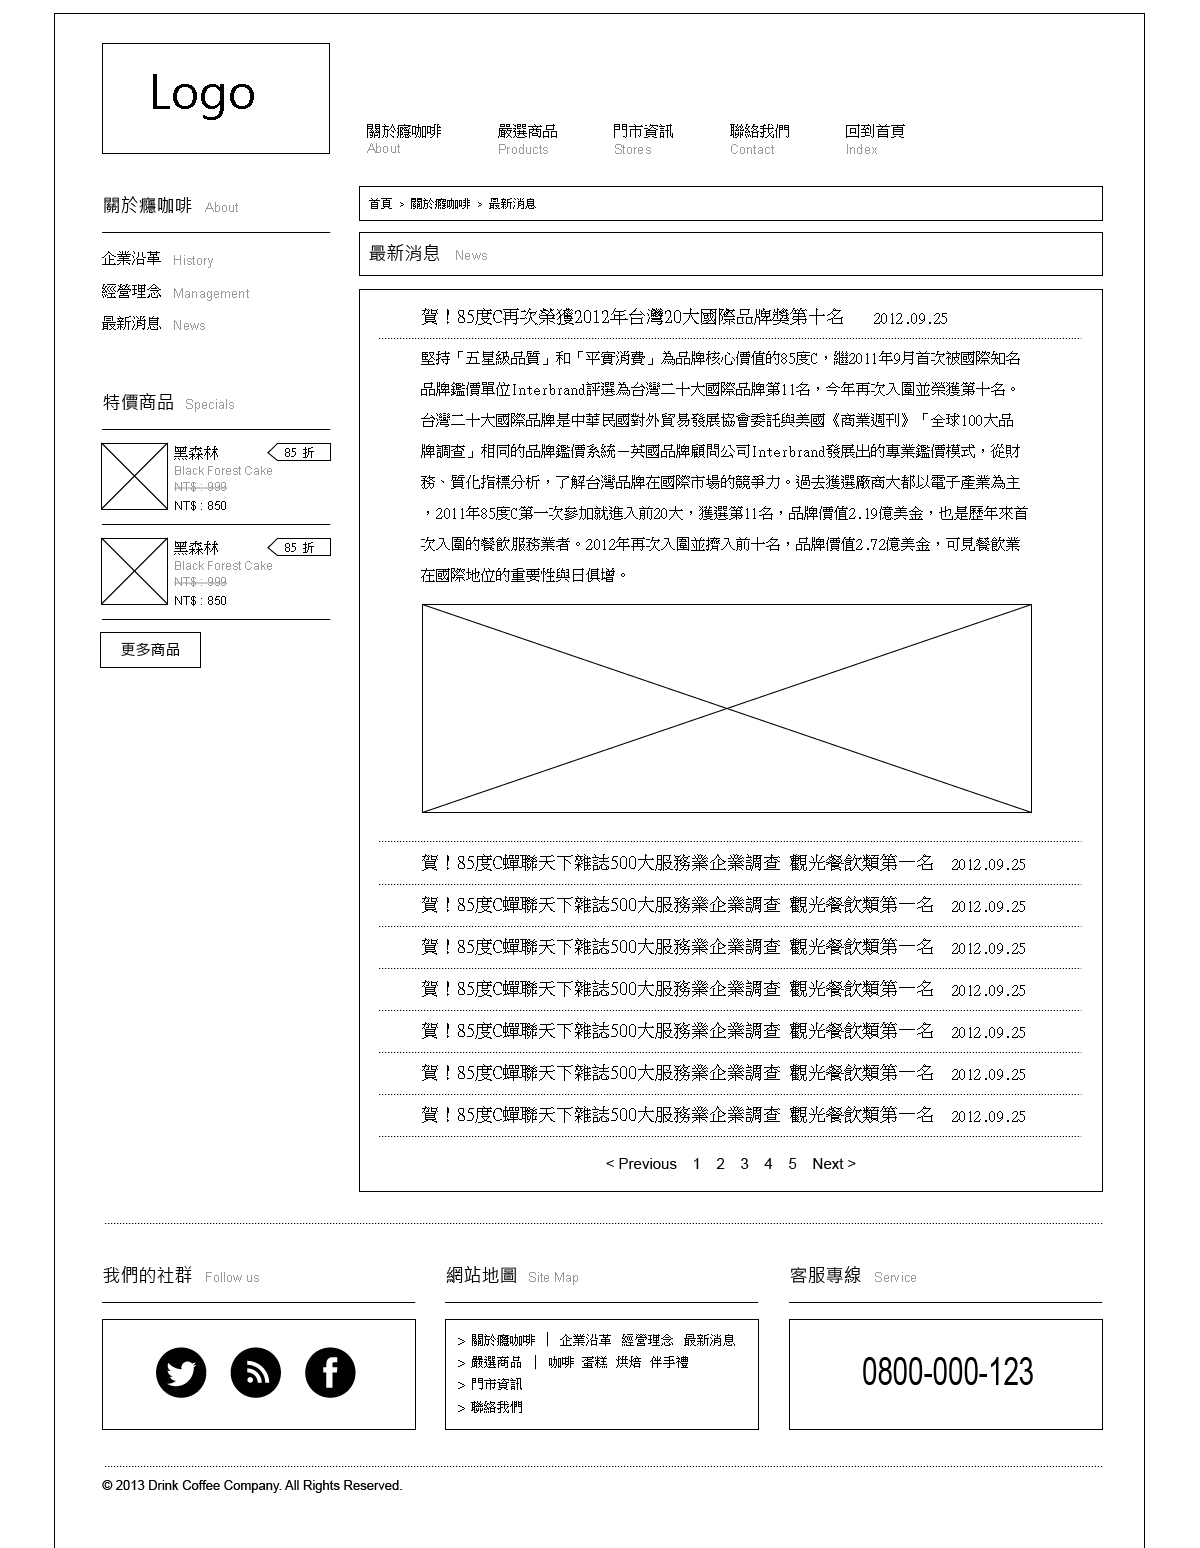 Logo
關於癮咖啡 嚴選商品 門市資訊 聯絡我們 回到首頁
About Products Stores Contact Index
關於癮咖啡 About
企業沿革 History
經營理念 Management
最新消息 News
特價商品 Specials
黑森林 85 折
Black Forest Cake
NT$ : 999
NT$ : 850
黑森林 85 折
Black Forest Cake
NT$ : 999
NT$ : 850
更多商品
首頁 > 關於癮咖啡 > 最新消息
最新消息 News
賀！85度C再次榮獲2012年台灣20大國際品牌獎第十名 2012.09.25
堅持「五星級品質」和「平實消費」為品牌核心價值的85度C，繼2011年9月首次被國際知名
品牌鑑價單位Interbrand評選為台灣二十大國際品牌第11名，今年再次入圍並榮獲第十名。
台灣二十大國際品牌是中華民國對外貿易發展協會委託與美國《商業週刊》「全球100大品
牌調查」相同的品牌鑑價系統－英國品牌顧問公司Interbrand發展出的專業鑑價模式，從財
務、質化指標分析，了解台灣品牌在國際市場的競爭力。過去獲選廠商大都以電子產業為主
，2011年85度C第一次參加就進入前20大，獲選第11名，品牌價值2.19億美金，也是歷年來首
次入圍的餐飲服務業者。2012年再次入圍並擠入前十名，品牌價值2.72億美金，可見餐飲業
在國際地位的重要性與日俱增。
賀！85度C蟬聯天下雜誌500大服務業企業調查 觀光餐飲類第一名 2012.09.25
賀！85度C蟬聯天下雜誌500大服務業企業調查 觀光餐飲類第一名 2012.09.25
賀！85度C蟬聯天下雜誌500大服務業企業調查 觀光餐飲類第一名 2012.09.25
賀！85度C蟬聯天下雜誌500大服務業企業調查 觀光餐飲類第一名 2012.09.25
賀！85度C蟬聯天下雜誌500大服務業企業調查 觀光餐飲類第一名 2012.09.25
賀！85度C蟬聯天下雜誌500大服務業企業調查 觀光餐飲類第一名 2012.09.25
賀！85度C蟬聯天下雜誌500大服務業企業調查 觀光餐飲類第一名 2012.09.25
< Previous 1 2 3 4 5 Next >
我們的社群 Follow us
網站地圖 Site Map
> 關於癮咖啡 | 企業沿革 經營理念 最新消息
> 嚴選商品 | 咖啡 蛋糕 烘焙 伴手禮
> 門市資訊
> 聯絡我們
客服專線 Service
0800-000-123
© 2013 Drink Coffee Company. All Rights Reserved.